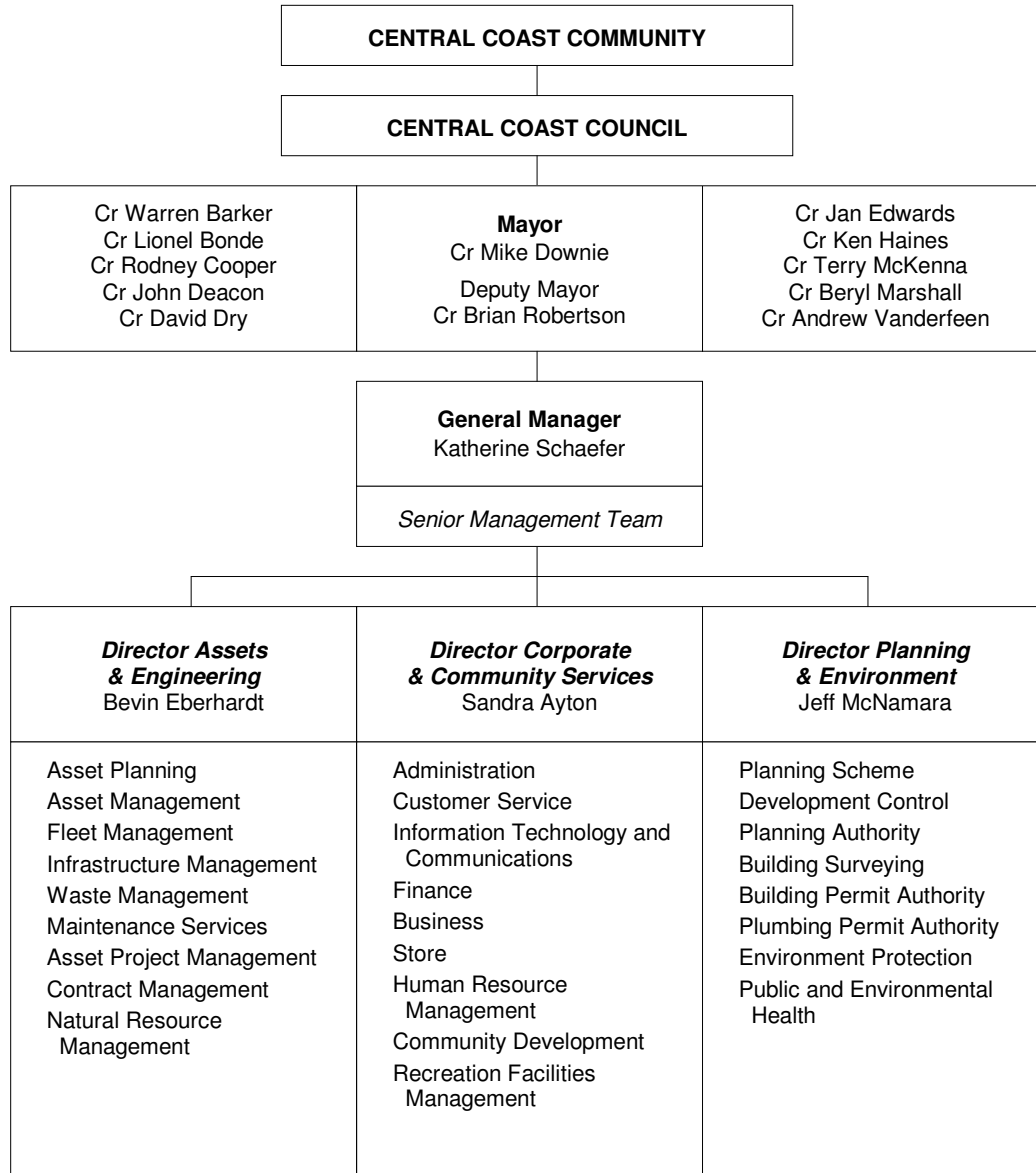 CENTRAL COAST COMMUNITY
CENTRAL COAST COUNCIL
Cr Warren Barker
Cr Lionel Bonde
Cr Rodney Cooper
Cr John Deacon
Cr David Dry
Mayor
Cr Mike Downie
Deputy Mayor
Cr Brian Robertson
Cr Jan Edwards
Cr Ken Haines
Cr Terry McKenna
Cr Beryl Marshall
Cr Andrew Vanderfeen
General Manager
Katherine Schaefer
Senior Management Team
Director Assets
& Engineering
Bevin Eberhardt
Asset Planning
Asset Management
Fleet Management
Infrastructure Management
Waste Management
Maintenance Services
Asset Project Management
Contract Management
Natural Resource
Management
Director Corporate
& Community Services
Sandra Ayton
Administration
Customer Service
Information Technology and
Communications
Finance
Business
Store
Human Resource
Management
Community Development
Recreation Facilities
Management
Director Planning
& Environment
Jeff McNamara
Planning Scheme
Development Control
Planning Authority
Building Surveying
Building Permit Authority
Plumbing Permit Authority
Environment Protection
Public and Environmental
Health